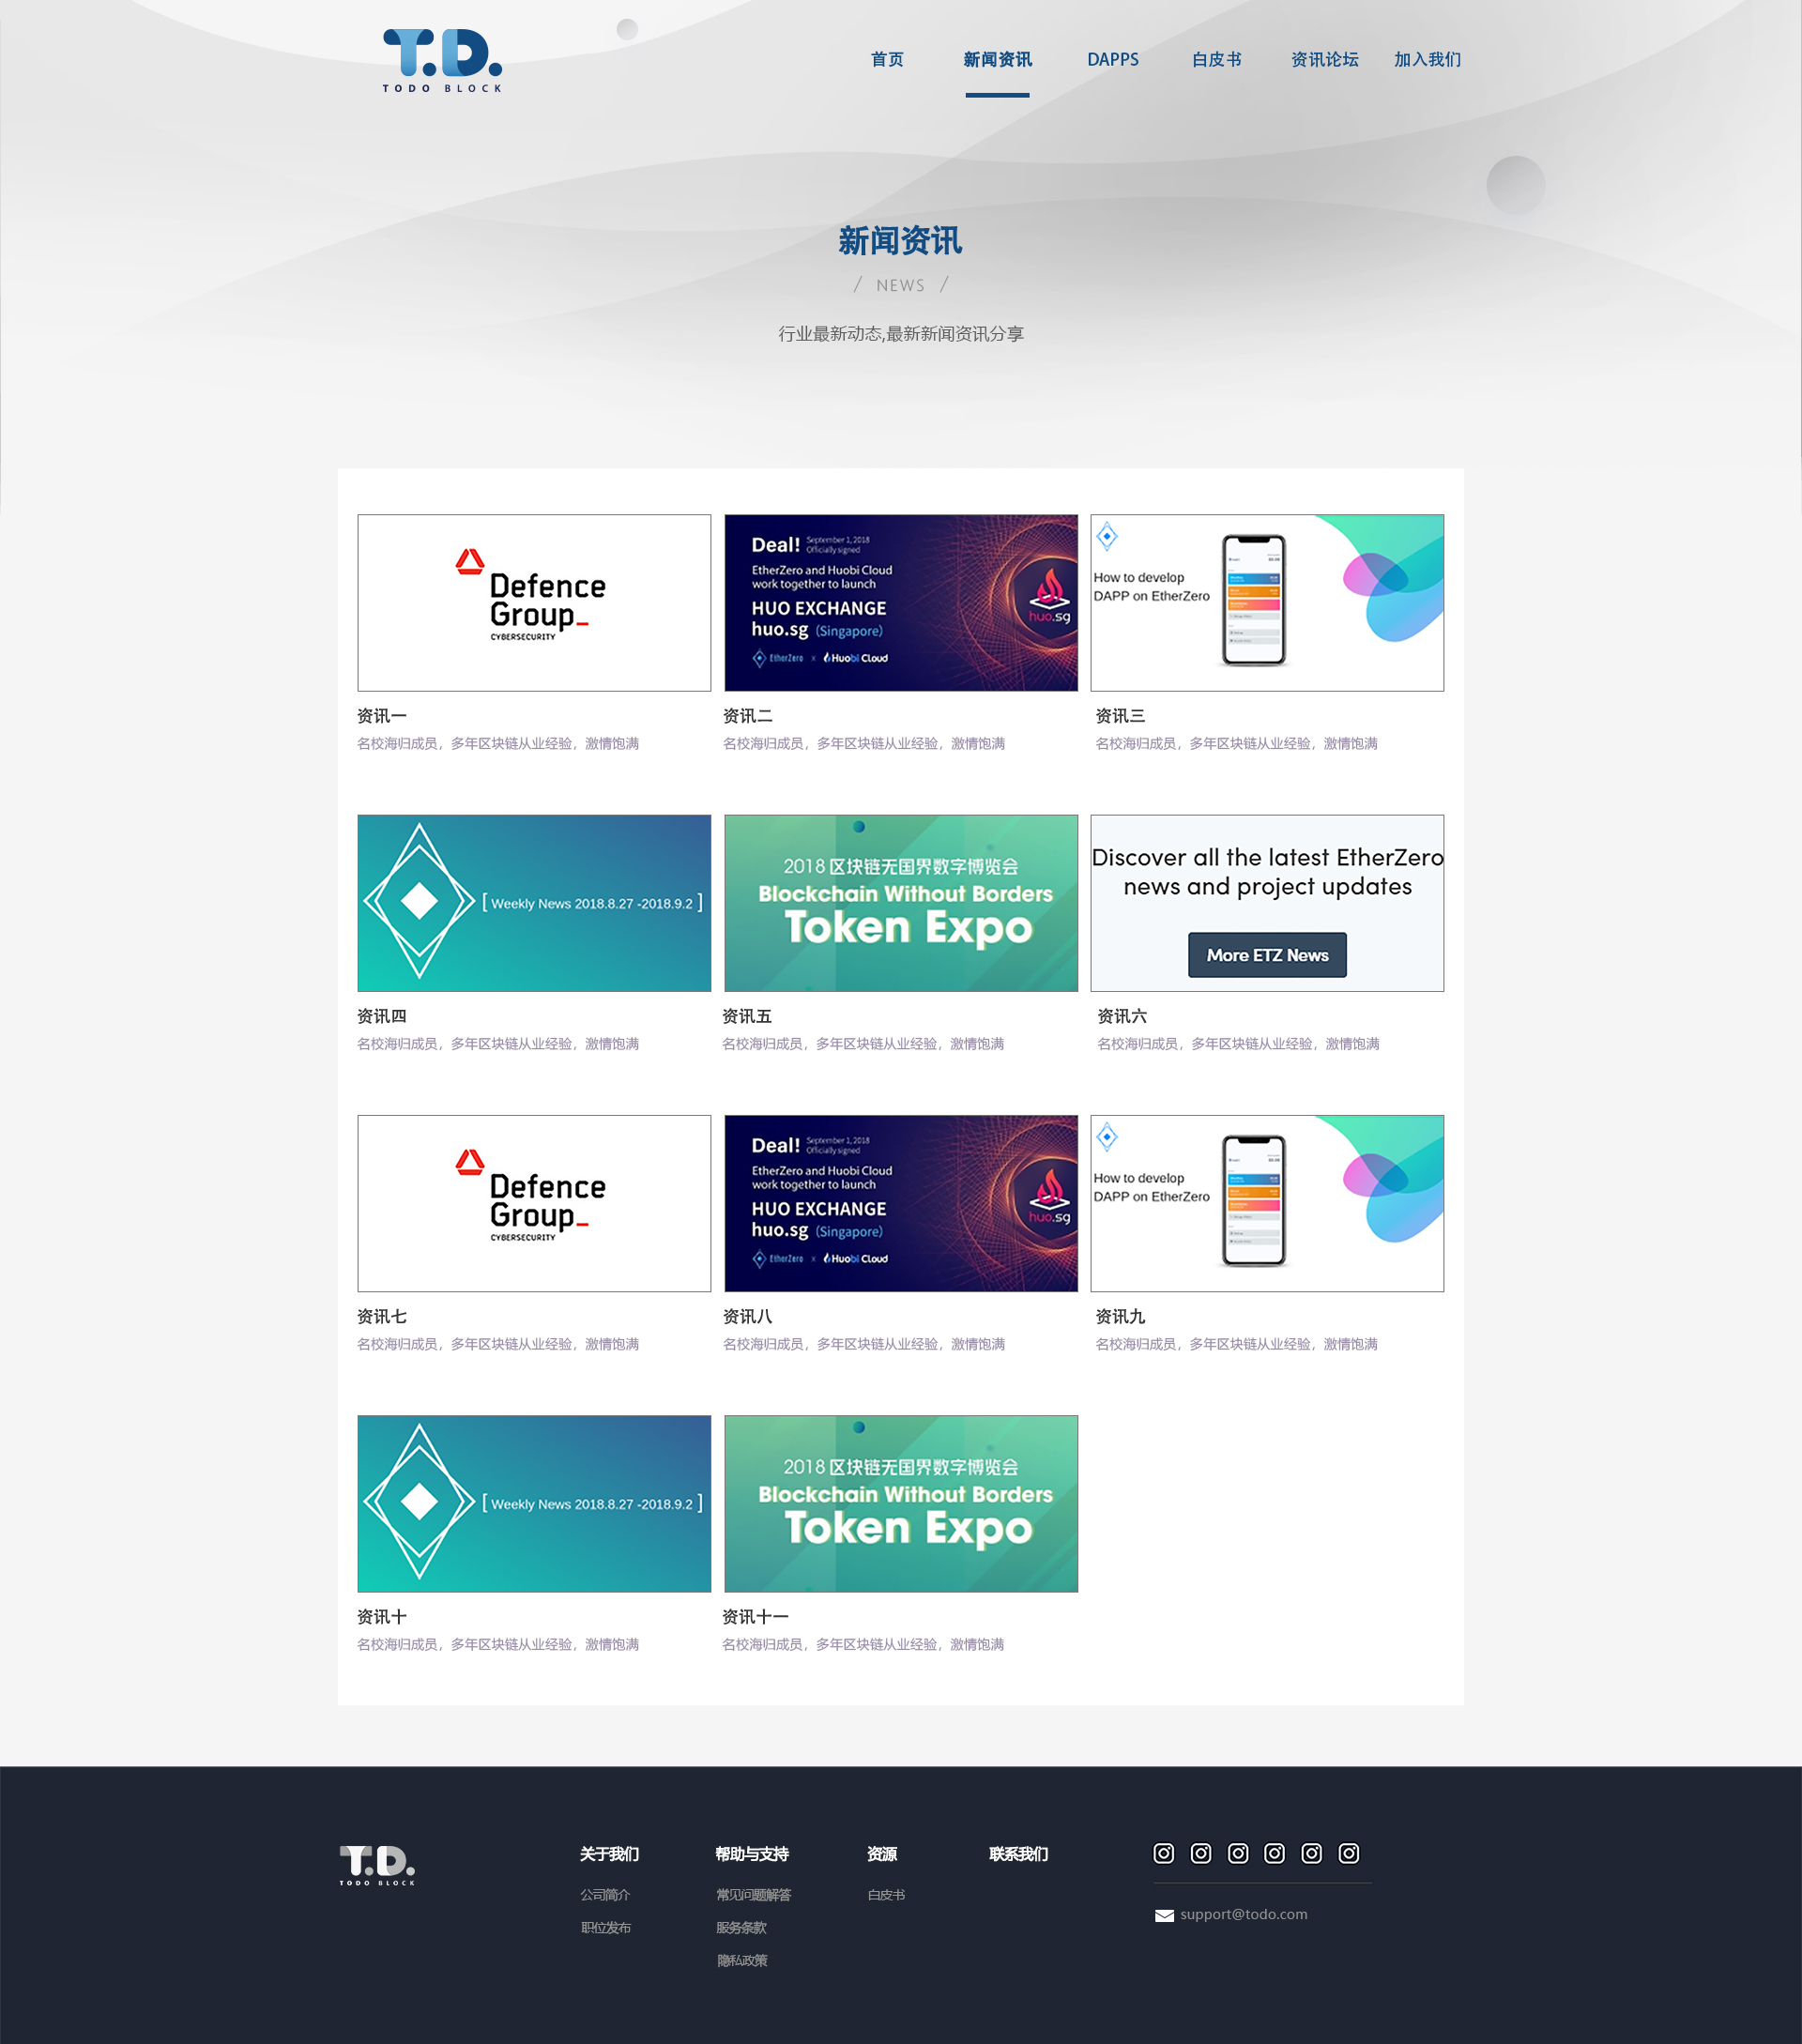 T.D.
TODO BLOCK
首页 新闻资讯 DAPPS 白皮书 资讯论坛 加入我们
新闻资讯
/ NEWS /
行业最新动态,最新新闻资讯分享
Defence
Group_
CYBERSECURITY
Deal! September 1, 2018
Officially signed
EtherZero and Huobi Cloud
work together to launch
HUO EXCHANGE
huo.sg (Singapore)
EtherZero x Huobi Cloud
huo.sg
How to develop
DAPP on EtherZero
资讯一
名校海归成员，多年区块链从业经验，激情饱满
资讯二
名校海归成员，多年区块链从业经验，激情饱满
资讯三
名校海归成员，多年区块链从业经验，激情饱满
[ Weekly News 2018.8.27 -2018.9.2 ]
2018 区块链无国界数字博览会
Blockchain Without Borders
Token Expo
Discover all the latest EtherZero
news and project updates
More ETZ News
资讯四
名校海归成员，多年区块链从业经验，激情饱满
资讯五
名校海归成员，多年区块链从业经验，激情饱满
资讯六
名校海归成员，多年区块链从业经验，激情饱满
Defence
Group_
CYBERSECURITY
Deal! September 1, 2018
Officially signed
EtherZero and Huobi Cloud
work together to launch
HUO EXCHANGE
huo.sg (Singapore)
EtherZero x Huobi Cloud
huo.sg
How to develop
DAPP on EtherZero
资讯七
名校海归成员，多年区块链从业经验，激情饱满
资讯八
名校海归成员，多年区块链从业经验，激情饱满
资讯九
名校海归成员，多年区块链从业经验，激情饱满
[ Weekly News 2018.8.27 -2018.9.2 ]
2018 区块链无国界数字博览会
Blockchain Without Borders
Token Expo
资讯十
名校海归成员，多年区块链从业经验，激情饱满
资讯十一
名校海归成员，多年区块链从业经验，激情饱满
T.D.
TODO BLOCK
关于我们
公司简介
职位发布
帮助与支持
常见问题解答
服务条款
隐私政策
资源
白皮书
联系我们
support@todo.com